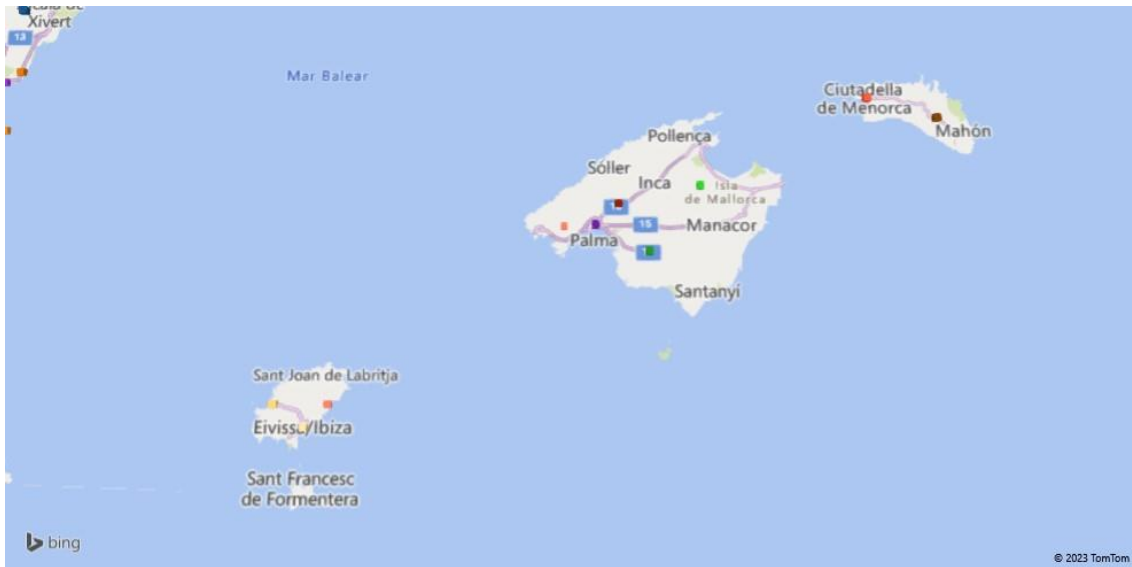 Xivert
13
Mar Balear
Ciutadella
de Menorca
Mahón
Pollença
Sóller
Inca
Isla
de Mallorca
15
Manacor
Palma
Santanyí
Sant Joan de Labritja
Eivissa/Ibiza
Sant Francesc
de Formentera
bing
© 2023 TomTom